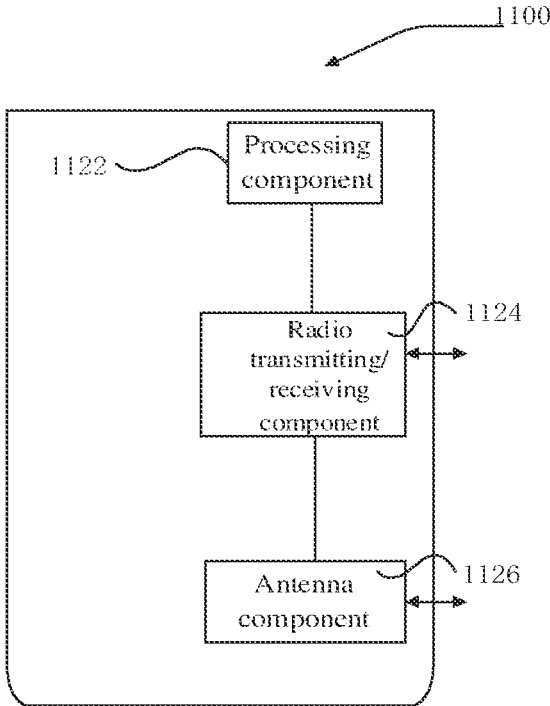 1100
Processing
component
1122
Radio
transmitting/
receiving
component
1124
Antenna
component
1126